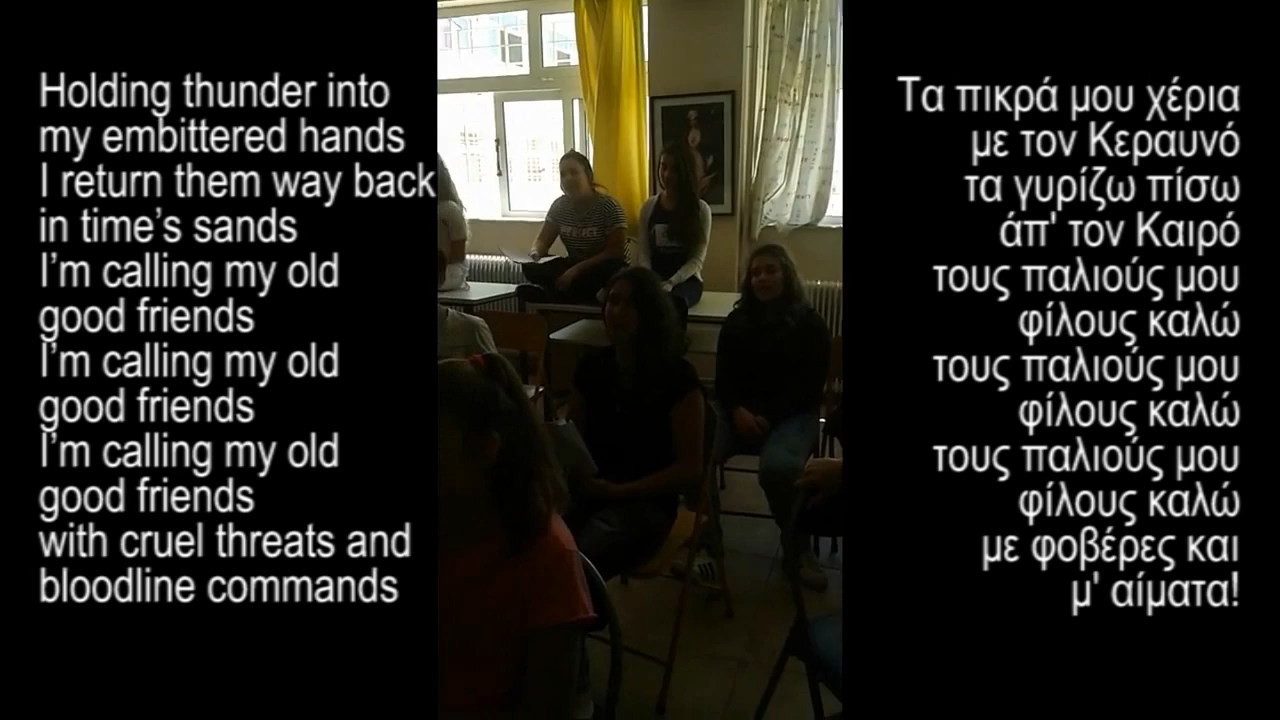 Holding thunder into
my embittered hands
I return them way back
in time’s sands
I’m calling my old
good friends
I’m calling my old
good friends
I’m calling my old
good friends
with cruel threats and
bloodline commands
Τα πικρά μου χέρια
με τον Κεραυνό
τα γυρίζω πίσω
άπ' τον Καιρό
τους παλιούς μου
φίλους καλώ
τους παλιούς μου
φίλους καλώ
τους παλιούς μου
φίλους καλώ
με φοβέρες και
μ' αίματα!